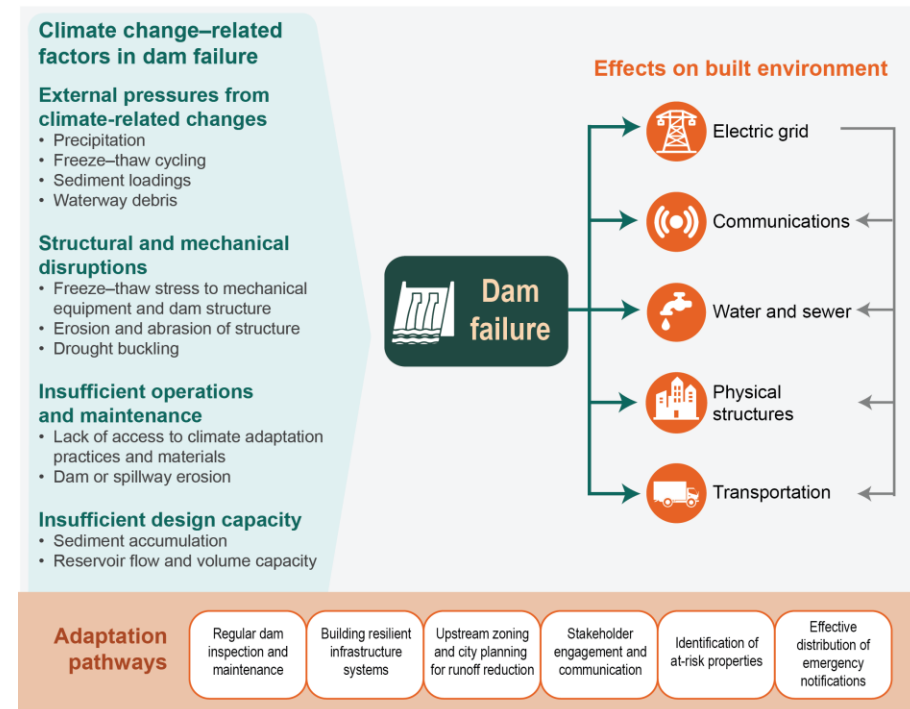 Climate change–related
factors in dam failure
External pressures from
climate-related changes
• Precipitation
• Freeze–thaw cycling
• Sediment loadings
• Waterway debris
Structural and mechanical
disruptions
• Freeze–thaw stress to mechanical
equipment and dam structure
• Erosion and abrasion of structure
• Drought buckling
Insufficient operations
and maintenance
• Lack of access to climate adaptation
practices and materials
• Dam or spillway erosion
Insufficient design capacity
• Sediment accumulation
• Reservoir flow and volume capacity
Dam
failure
Effects on built environment
Electric grid
Communications
Water and sewer
Physical
structures
Transportation
Adaptation
pathways
Regular dam
inspection and
maintenance
Building resilient
infrastructure
systems
Upstream zoning
and city planning
for runoff reduction
Stakeholder
engagement and
communication
Identification of
at-risk properties
Effective
distribution of
emergency
notifications